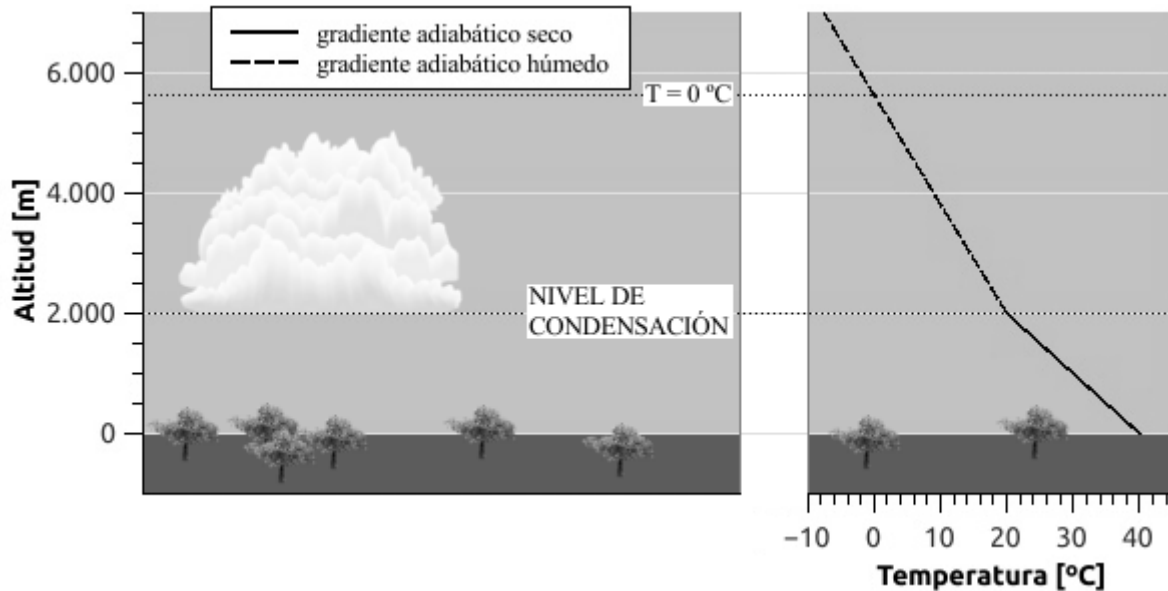 gradiente adiabático seco
gradiente adiabático húmedo
6.000
T = 0 ºC
4.000
Altitud [m]
NIVEL DE
CONDENSACIÓN
2.000
0
−10 0 10 20 30 40
Temperatura [ºC]